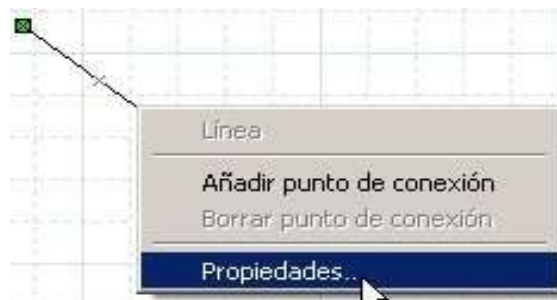 Línea
Añadir punto de conexión
Borrar punto de conexión
Propiedades...